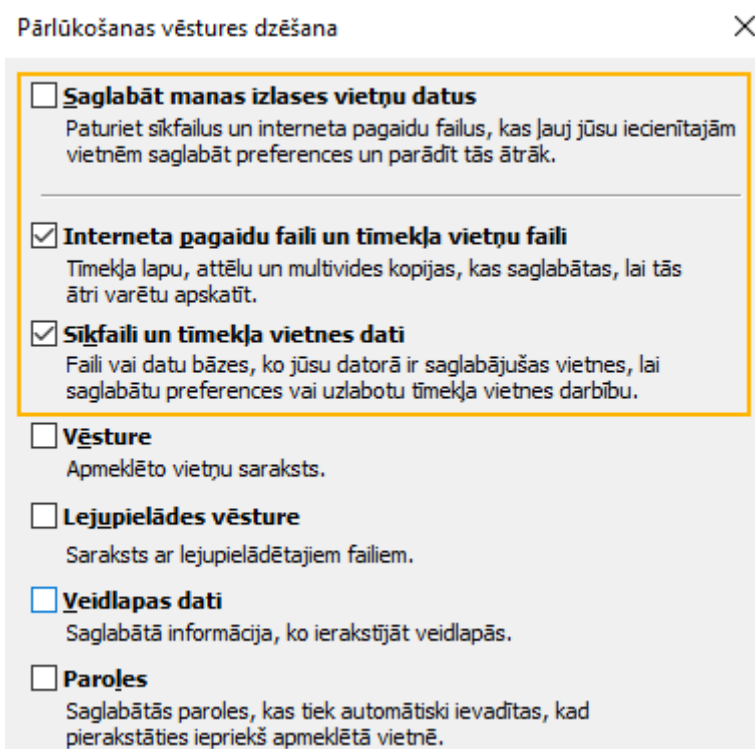 Pārlūkošanas vēstures dzēšana
Saglabāt manas izlases vietņu datus
Paturiet sīkfailus un interneta pagaidu failus, kas ļauj jūsu iecienītajām
vietnēm saglabāt preferences un parādīt tās ātrāk.
Interneta pagaidu faili un tīmekļa vietņu faili
Tīmekļa lapu, attēlu un multivides kopijas, kas saglabātas, lai tās
ātri varētu apskatīt.
Sīkfaili un tīmekļa vietnes dati
Faili vai datu bāzes, ko jūsu datorā ir saglabājušas vietnes, lai
saglabātu preferences vai uzlabotu tīmekļa vietnes darbību.
Vēsture
Apmeklēto vietņu saraksts.
Lejupielādes vēsture
Saraksts ar lejupielādētajiem failiem.
Veidlapas dati
Saglabātā informācija, ko ierakstījāt veidlapās.
Paroles
Saglabātās paroles, kas tiek automātiski ievadītas, kad
pierakstāties iepriekš apmeklētā vietnē.